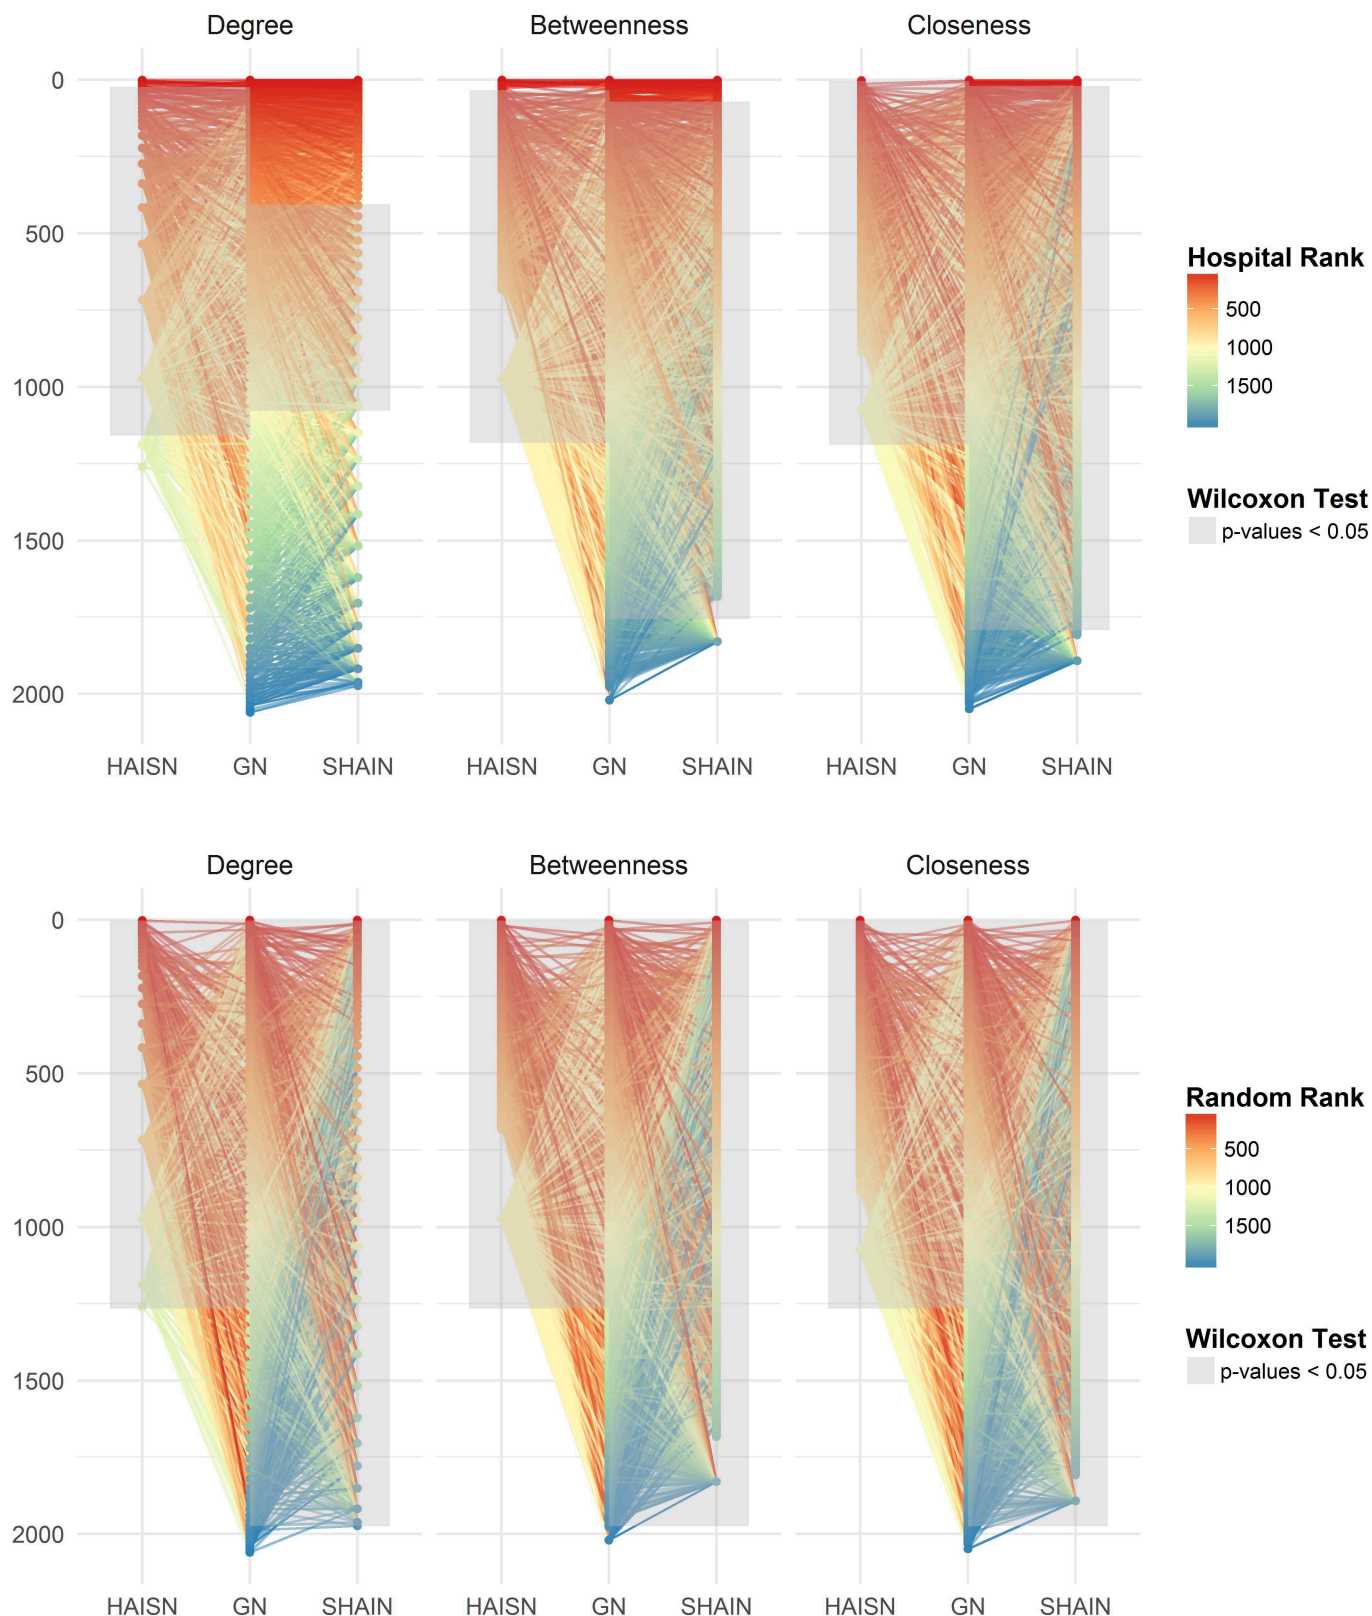 Degree Betweenness Closeness
0
500
1000
1500
2000
HAISN GN SHAIN HAISN GN SHAIN HAISN GN SHAIN
Hospital Rank
500
1000
1500
Wilcoxon Test
p-values < 0.05
Degree Betweenness Closeness
0
500
1000
1500
2000
HAISN GN SHAIN HAISN GN SHAIN HAISN GN SHAIN
Random Rank
500
1000
1500
Wilcoxon Test
p-values < 0.05